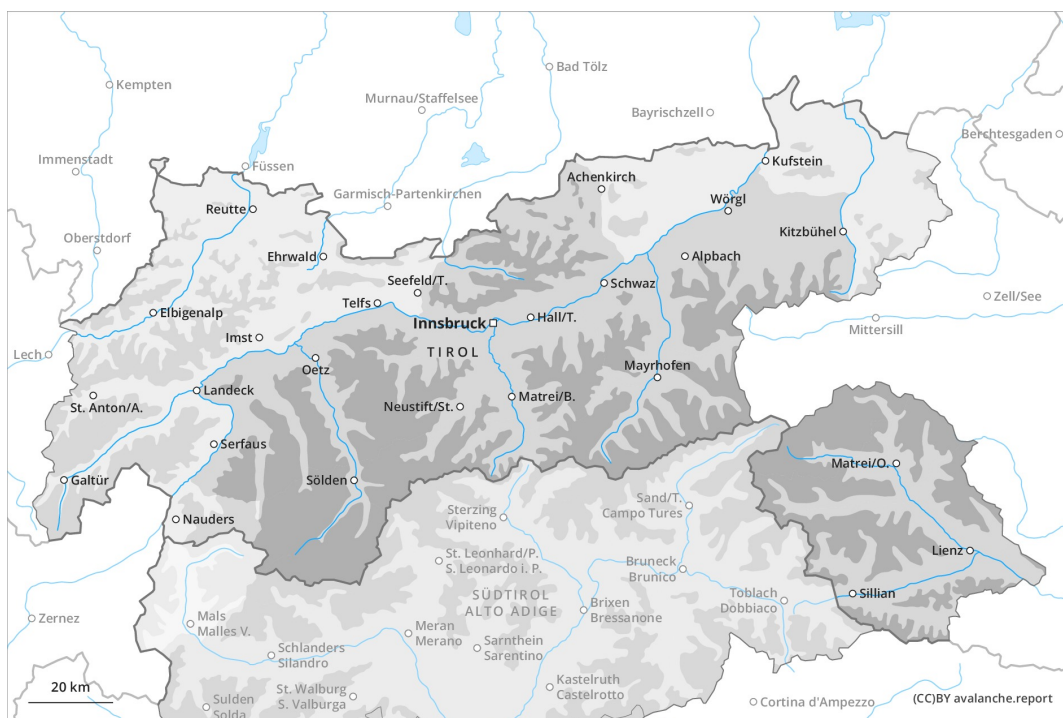 Kempten
Bad Tölz
Murnau/Staffelsee
Bayrischzell
Berchtesgaden
Immenstadt
Füssen
Kufstein
Garmisch-Partenkirchen
Achenkirch
Wörgl
Reutte
Oberstdorf
Kitzbühel
Ehrwald
Alpbach
Seefeld/T.
Schwaz
Zell/See
Telfs
Elbigenalp
Hall/T.
Innsbruck
Mittersill
Imst
Lech
TIROL
Oetz
Mayrhofen
Landeck
Matrei/B.
St. Anton/A.
Neustift/St.
Serfaus
Matrei/O.
Galtür
Sölden
Sand/T.
Campo Tures
Sterzing
Vipiteno
Nauders
Lienz
St. Leonhard/P.
S. Leonardo i. P.
Bruneck
Brunico
SÜDTIROL
ALTO ADIGE
Sillian
Toblach
Dobbiaco
Brixen
Bressanone
Zernez
Mals
Malles V.
Meran
Merano
Sarnthein
Sarentino
Schlanders
Silandro
20 km
St. Walburg
S. Valburga
Kastelruth
Castelrotto
Sulden
Solda
Cortina d'Ampezzo
(CC)BY avalanche.report